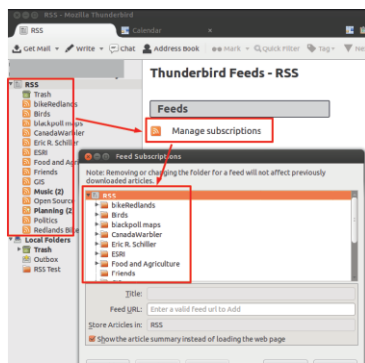 RSS - Mozilla Thunderbird
RSS
Calendar
Get Mail
Write
Chat
Address Book
Mark
Quick Filter
Tag
RSS
Trash
bikeRedlands
Birds
blackpoll maps
CanadaWarbler
Eric R. Schiller
ESRI
Food and Agri
Friends
GIS
Music (2)
Open Source
Planning (2)
Politics
Redlands Bike
Local Folders
Trash
Outbox
RSS Test
Thunderbird Feeds - RSS
Feeds
Manage subscriptions
Feed Subscriptions
Note: Removing or changing the folder for a feed will not affect previously
downloaded articles.
RSS
bikeRedlands
Birds
blackpoll maps
CanadaWarbler
Eric R. Schiller
ESRI
Food and Agriculture
Friends
Title:
Feed URL: Enter a valid feed url to Add
Store Articles in: RSS
Show the article summary instead of loading the web page